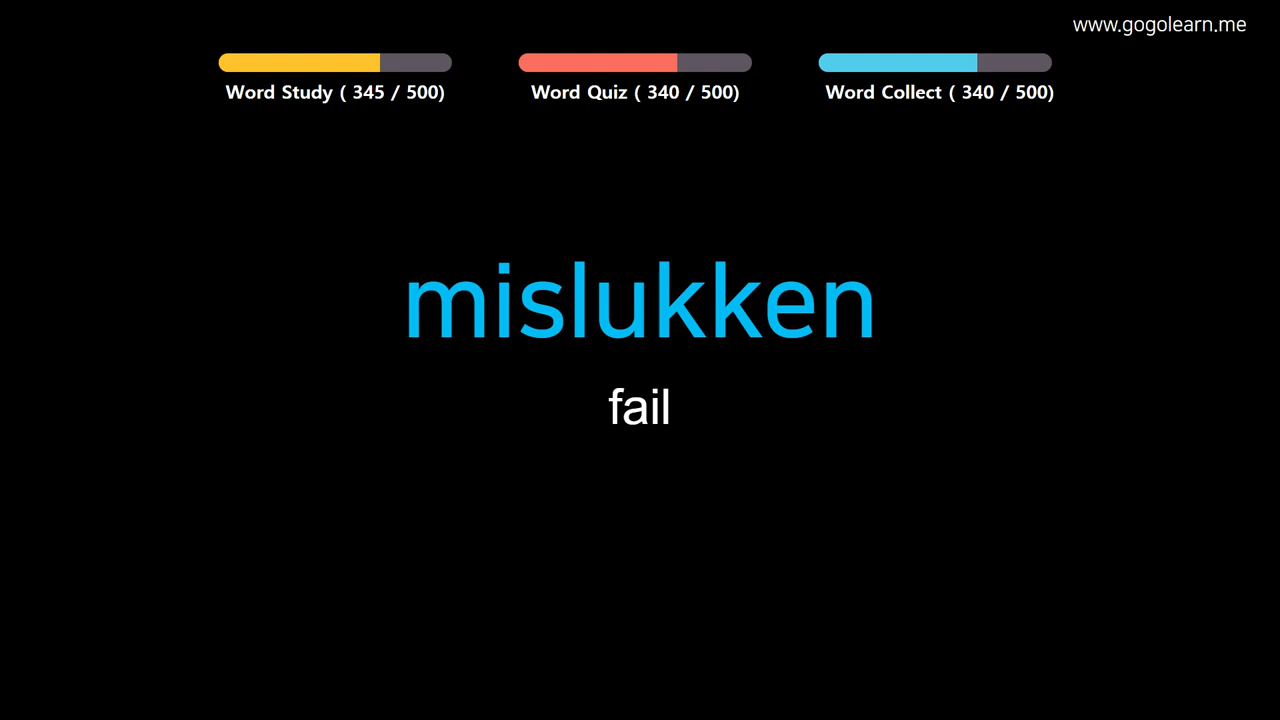 www.gogolearn.me
Word Study ( 345 / 500)
Word Quiz ( 340 / 500)
Word Collect ( 340 / 500)
mislukken
fail